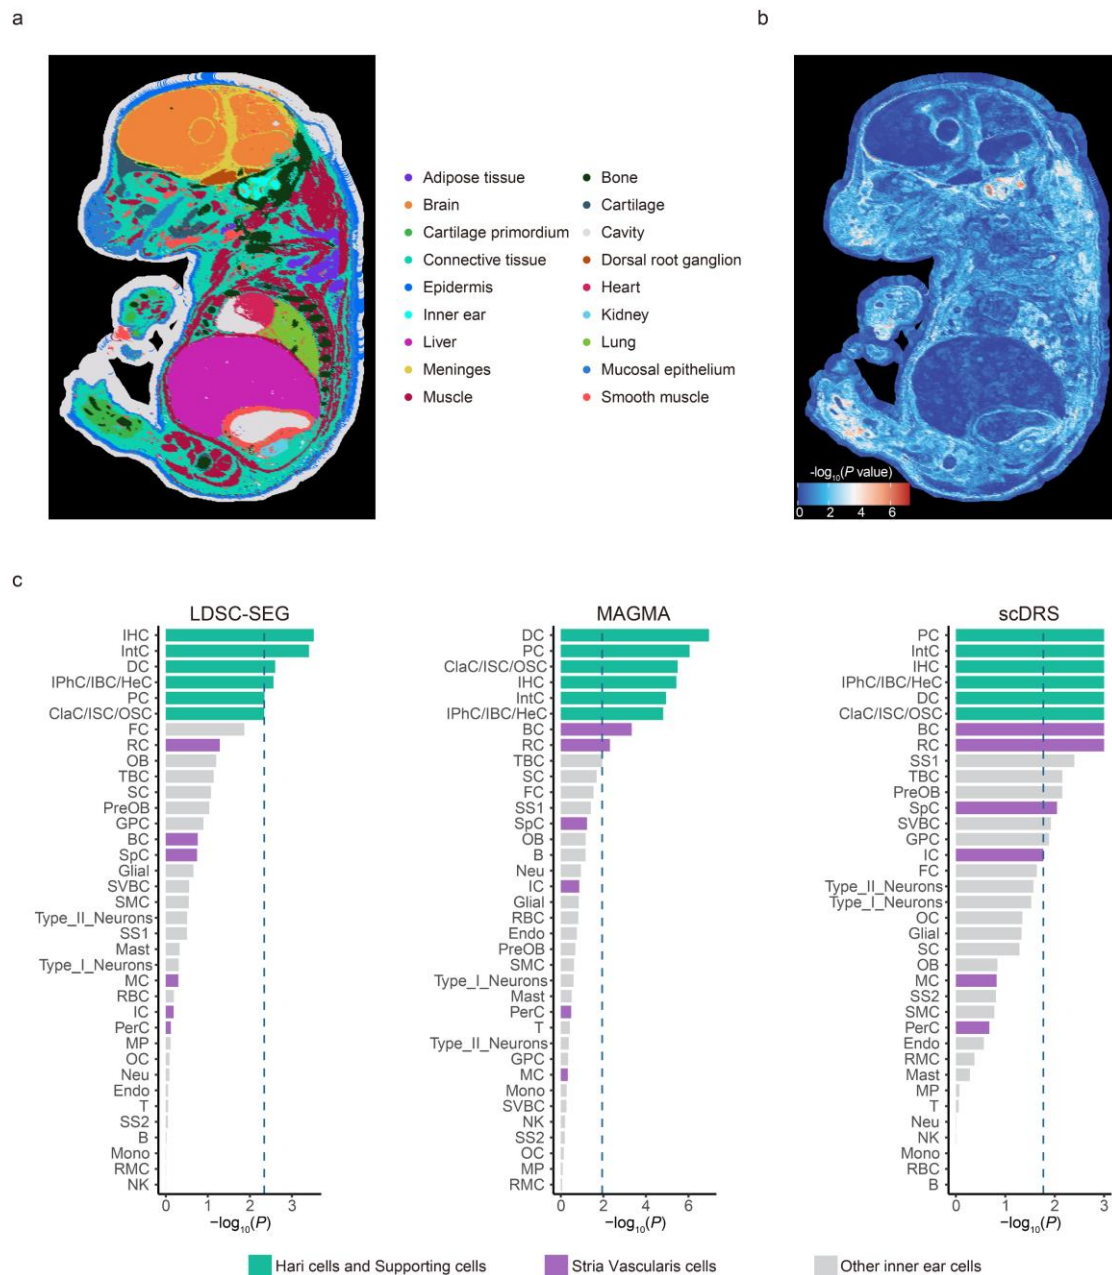 a
b
Adipose tissue
Brain
Cartilage primordium
Connective tissue
Epidermis
Inner ear
Liver
Meninges
Muscle
Bone
Cartilage
Cavity
Dorsal root ganglion
Heart
Kidney
Lung
Mucosal epithelium
Smooth muscle
-log10(P value)
0 2 4 6
c
LDSC-SEG
IHC
IntC
DC
IPhC/IBC/HeC
PC
ClaC/ISC/OSC
FC
RC
OB
TBC
SC
PreOB
GPC
BC
SpC
Glial
SVBC
SMC
Type_II_Neurons
SS1
Mast
Type_I_Neurons
MC
RBC
IC
PerC
MP
OC
Neu
Endo
T
SS2
B
Mono
RMC
NK
0 1 2 3
−log10(P)
MAGMA
DC
PC
ClaC/ISC/OSC
IHC
IntC
IPhC/IBC/HeC
BC
RC
TBC
SC
FC
SS1
SpC
OB
B
Neu
IC
Glial
RBC
Endo
PreOB
SMC
Type_I_Neurons
Mast
PerC
T
Type_II_Neurons
GPC
MC
Mono
SVBC
NK
SS2
OC
MP
RMC
0 2 4 6
−log10(P)
scDRS
PC
IntC
IHC
IPhC/IBC/HeC
DC
ClaC/ISC/OSC
BC
RC
SS1
TBC
PreOB
SpC
SVBC
GPC
IC
FC
Type_II_Neurons
Type_I_Neurons
OC
Glial
SC
OB
MC
SS2
SMC
PerC
Endo
RMC
Mast
MP
T
Neu
NK
Mono
RBC
B
0 1 2 3
−log10(P)
Hari cells and Supporting cells
Stria Vascularis cells
Other inner ear cells